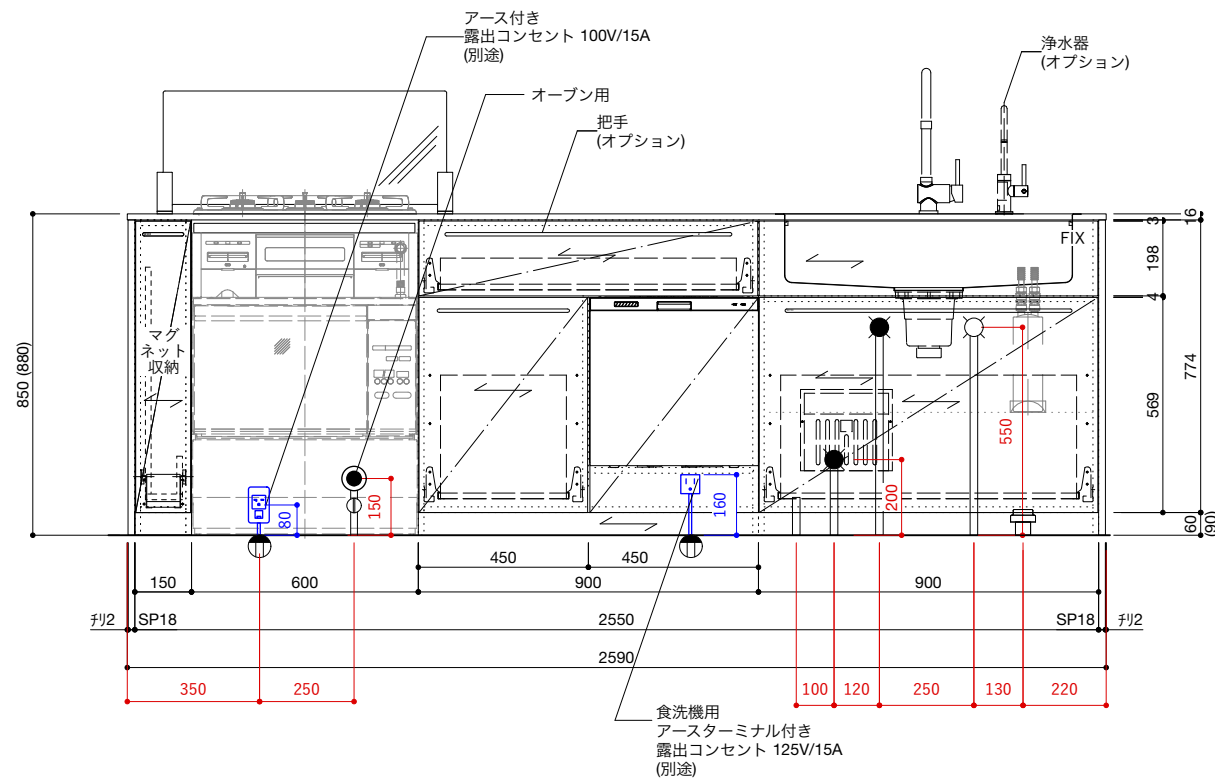 アース付き
露出コンセント 100V/15A
(別途)
浄水器
(オプション)
オーブン用
把手
(オプション)
FIX
マグ
ネット
収納
850 (880)
16
3
198
4
774
569
60
(90)
550
200
160
150
80
450
450
150
600
900
900
ﾁﾘ2
SP18
2550
SP18
ﾁﾘ2
2590
350
250
100
120
250
130
220
食洗機用
アースターミナル付き
露出コンセント 125V/15A
(別途)